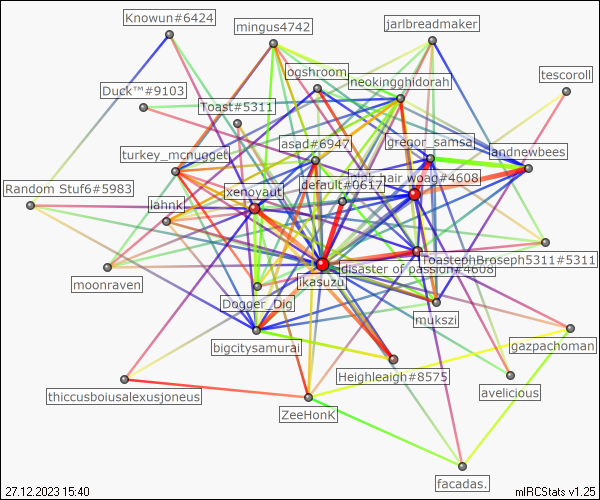 Knowun#6424
mingus4742
jarlbreadmaker
ogshroom
neokingghidorah
tescoroll
Duck™#9103
Toast#5311
asad#6947
gregor_samsa
landnewbees
turkey_mcnugget
xenoyaut
default#0617
hair_woag#4608
Random Stuf6#5983
lahnk
ToastephBroseph5311#5311
disaster of passion#4608
ikasuzu
moonraven
Dogger_Dig
mukszi
bigcitysamurai
gazpachoman
Heighleaigh#8575
avelicious
thiccusboiusalexusjoneus
ZeeHonK
facadas.
27.12.2023 15:40
mIRCStats v1.25